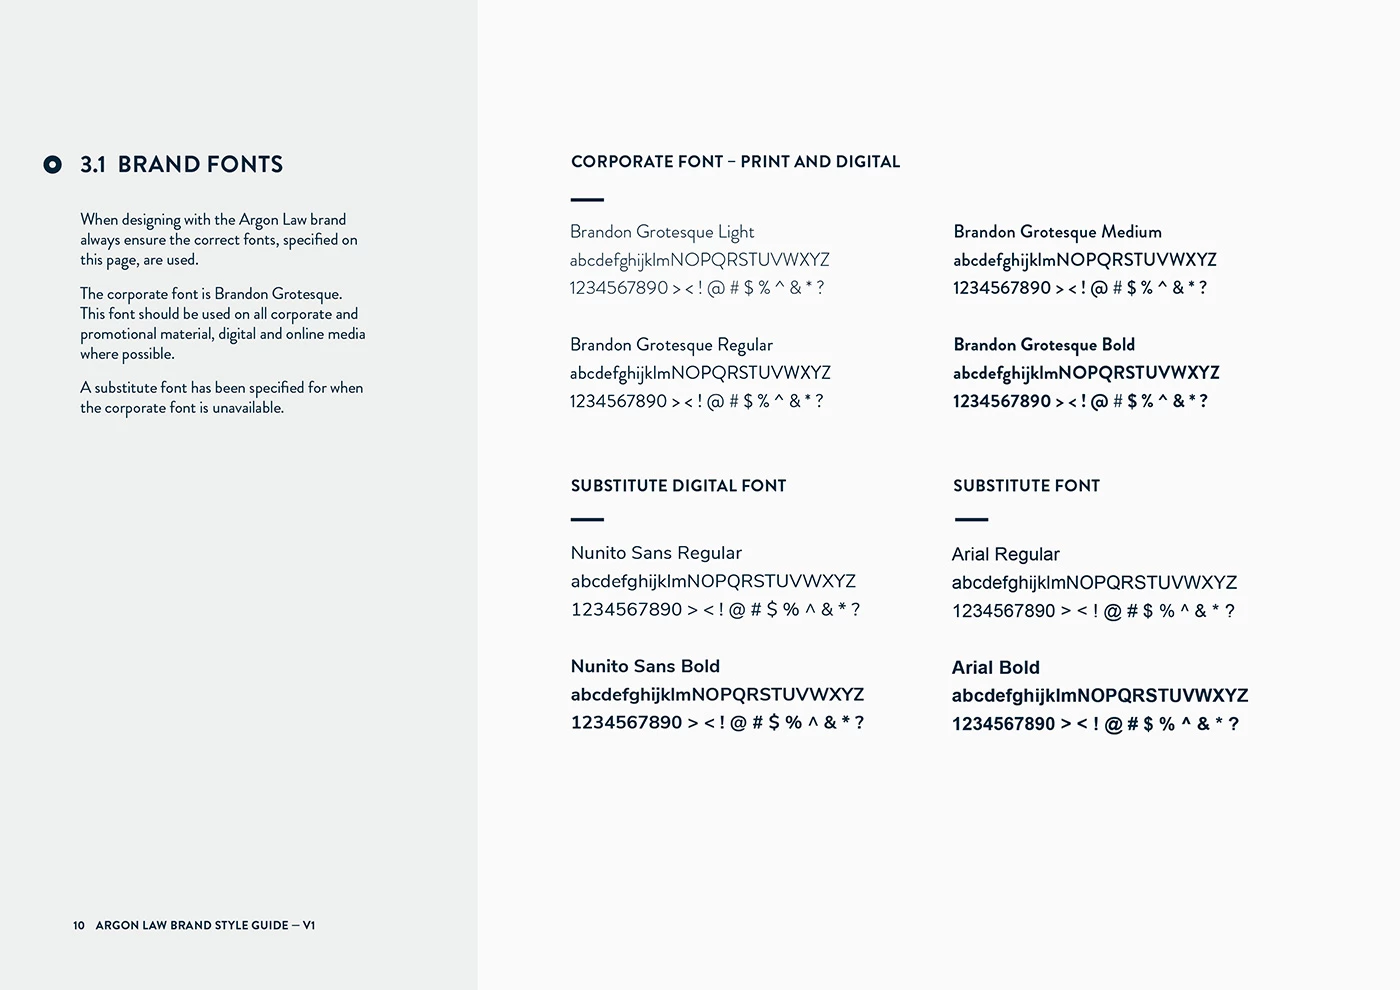 3.1 BRAND FONTS
When designing with the Argon Law brand
always ensure the correct fonts, specified on
this page, are used.
The corporate font is Brandon Grotesque.
This font should be used on all corporate and
promotional material, digital and online media
where possible.
A substitute font has been specified for when
the corporate font is unavailable.
CORPORATE FONT – PRINT AND DIGITAL
Brandon Grotesque Light
abcdefghijklmNOPQRSTUVWXYZ
1234567890 > < ! @ # $ % ^ & * ?
Brandon Grotesque Medium
abcdefghijklmNOPQRSTUVWXYZ
1234567890 > < ! @ # $ % ^ & * ?
Brandon Grotesque Regular
abcdefghijklmNOPQRSTUVWXYZ
1234567890 > < ! @ # $ % ^ & * ?
Brandon Grotesque Bold
abcdefghijklmNOPQRSTUVWXYZ
1234567890 > < ! @ # $ % ^ & * ?
SUBSTITUTE DIGITAL FONT
Nunito Sans Regular
abcdefghijklmNOPQRSTUVWXYZ
1234567890 > < ! @ # $ % ^ & * ?
Nunito Sans Bold
abcdefghijklmNOPQRSTUVWXYZ
1234567890 > < ! @ # $ % ^ & * ?
SUBSTITUTE FONT
Arial Regular
abcdefghijklmNOPQRSTUVWXYZ
1234567890 > < ! @ # $ % ^ & * ?
Arial Bold
abcdefghijklmNOPQRSTUVWXYZ
1234567890 > < ! @ # $ % ^ & * ?
10 ARGON LAW BRAND STYLE GUIDE — V1